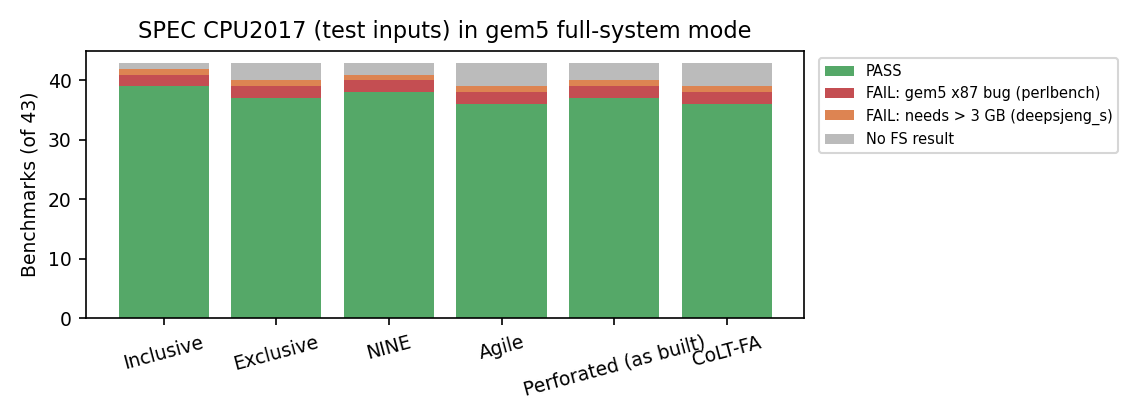 SPEC CPU2017 (test inputs) in gem5 full-system mode
Benchmarks (of 43)
40
30
20
10
0
Inclusive
Exclusive
NINE
Agile
Perforated (as built)
CoLT-FA
PASS
FAIL: gem5 x87 bug (perlbench)
FAIL: needs > 3 GB (deepsjeng_s)
No FS result